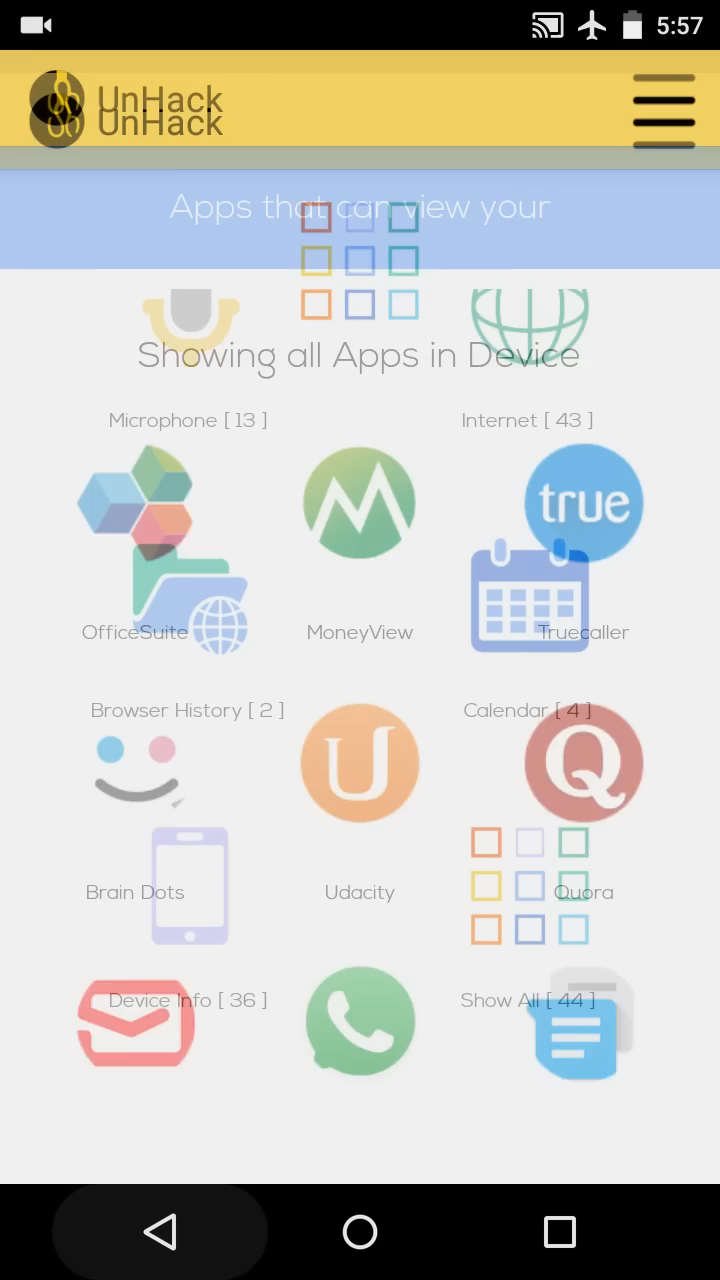 5:57
UnHack
UnHack
Apps that can view your
Showing all Apps in Device
Microphone [ 13 ]
Internet [ 43 ]
true
OfficeSuite
MoneyView
Truecaller
Browser History [ 2 ]
Calendar [ 4 ]
U
Q
Brain Dots
Udacity
Quora
Device Info [ 36 ]
Show All [ 44 ]